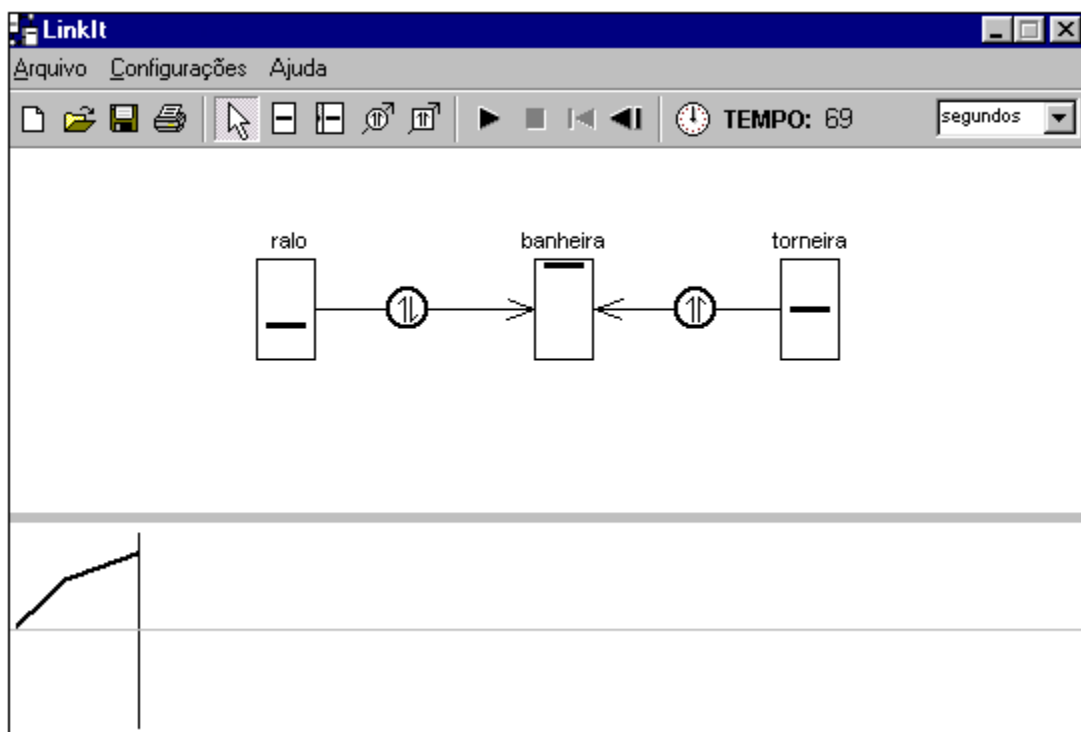 LinkIt
Arquivo Configurações Ajuda
TEMPO: 69 segundos
ralo banheira torneira